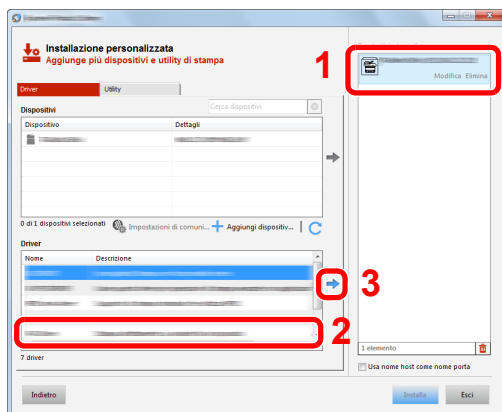 Installazione personalizzata
Aggiunge più dispositivi e utility di stampa
1
Modifica Elimina
Driver
Utility
Dispositivi
Cerca dispositivi
Dispositivo
Dettagli
0 di 1 dispositivi selezionati
Impostazioni di comuni...
Aggiungi dispositiv...
Driver
Nome
Descrizione
3
2
7 driver
1 elemento
Usa nome host come nome porta
Indietro
Installa
Esci